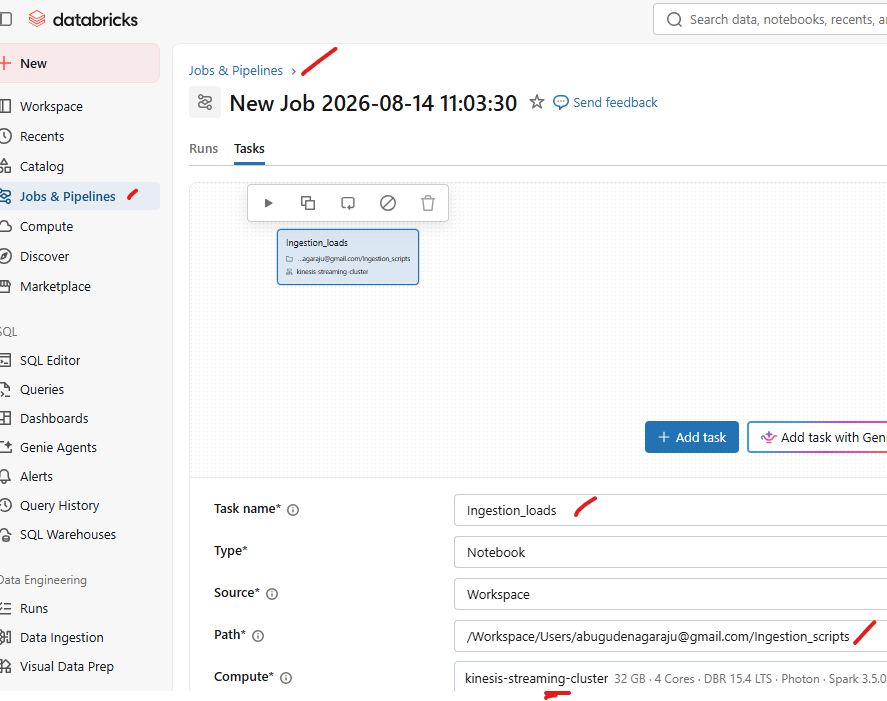 databricks
Search data, notebooks, recents, a
New
Workspace
Recents
Catalog
Jobs & Pipelines
Compute
Discover
Marketplace
SQL
SQL Editor
Queries
Dashboards
Genie Agents
Alerts
Query History
SQL Warehouses
Data Engineering
Runs
Data Ingestion
Visual Data Prep
Jobs & Pipelines ›
New Job 2026-08-14 11:03:30
Send feedback
Runs Tasks
Ingestion_loads
...agaraju@gmail.com/Ingestion_scripts
kinesis-streaming-cluster
+ Add task
Add task with Geni
Task name* Ingestion_loads
Type* Notebook
Source* Workspace
Path* /Workspace/Users/abugudenagaraju@gmail.com/Ingestion_scripts
Compute* kinesis-streaming-cluster 32 GB · 4 Cores · DBR 15.4 LTS · Photon · Spark 3.5.0